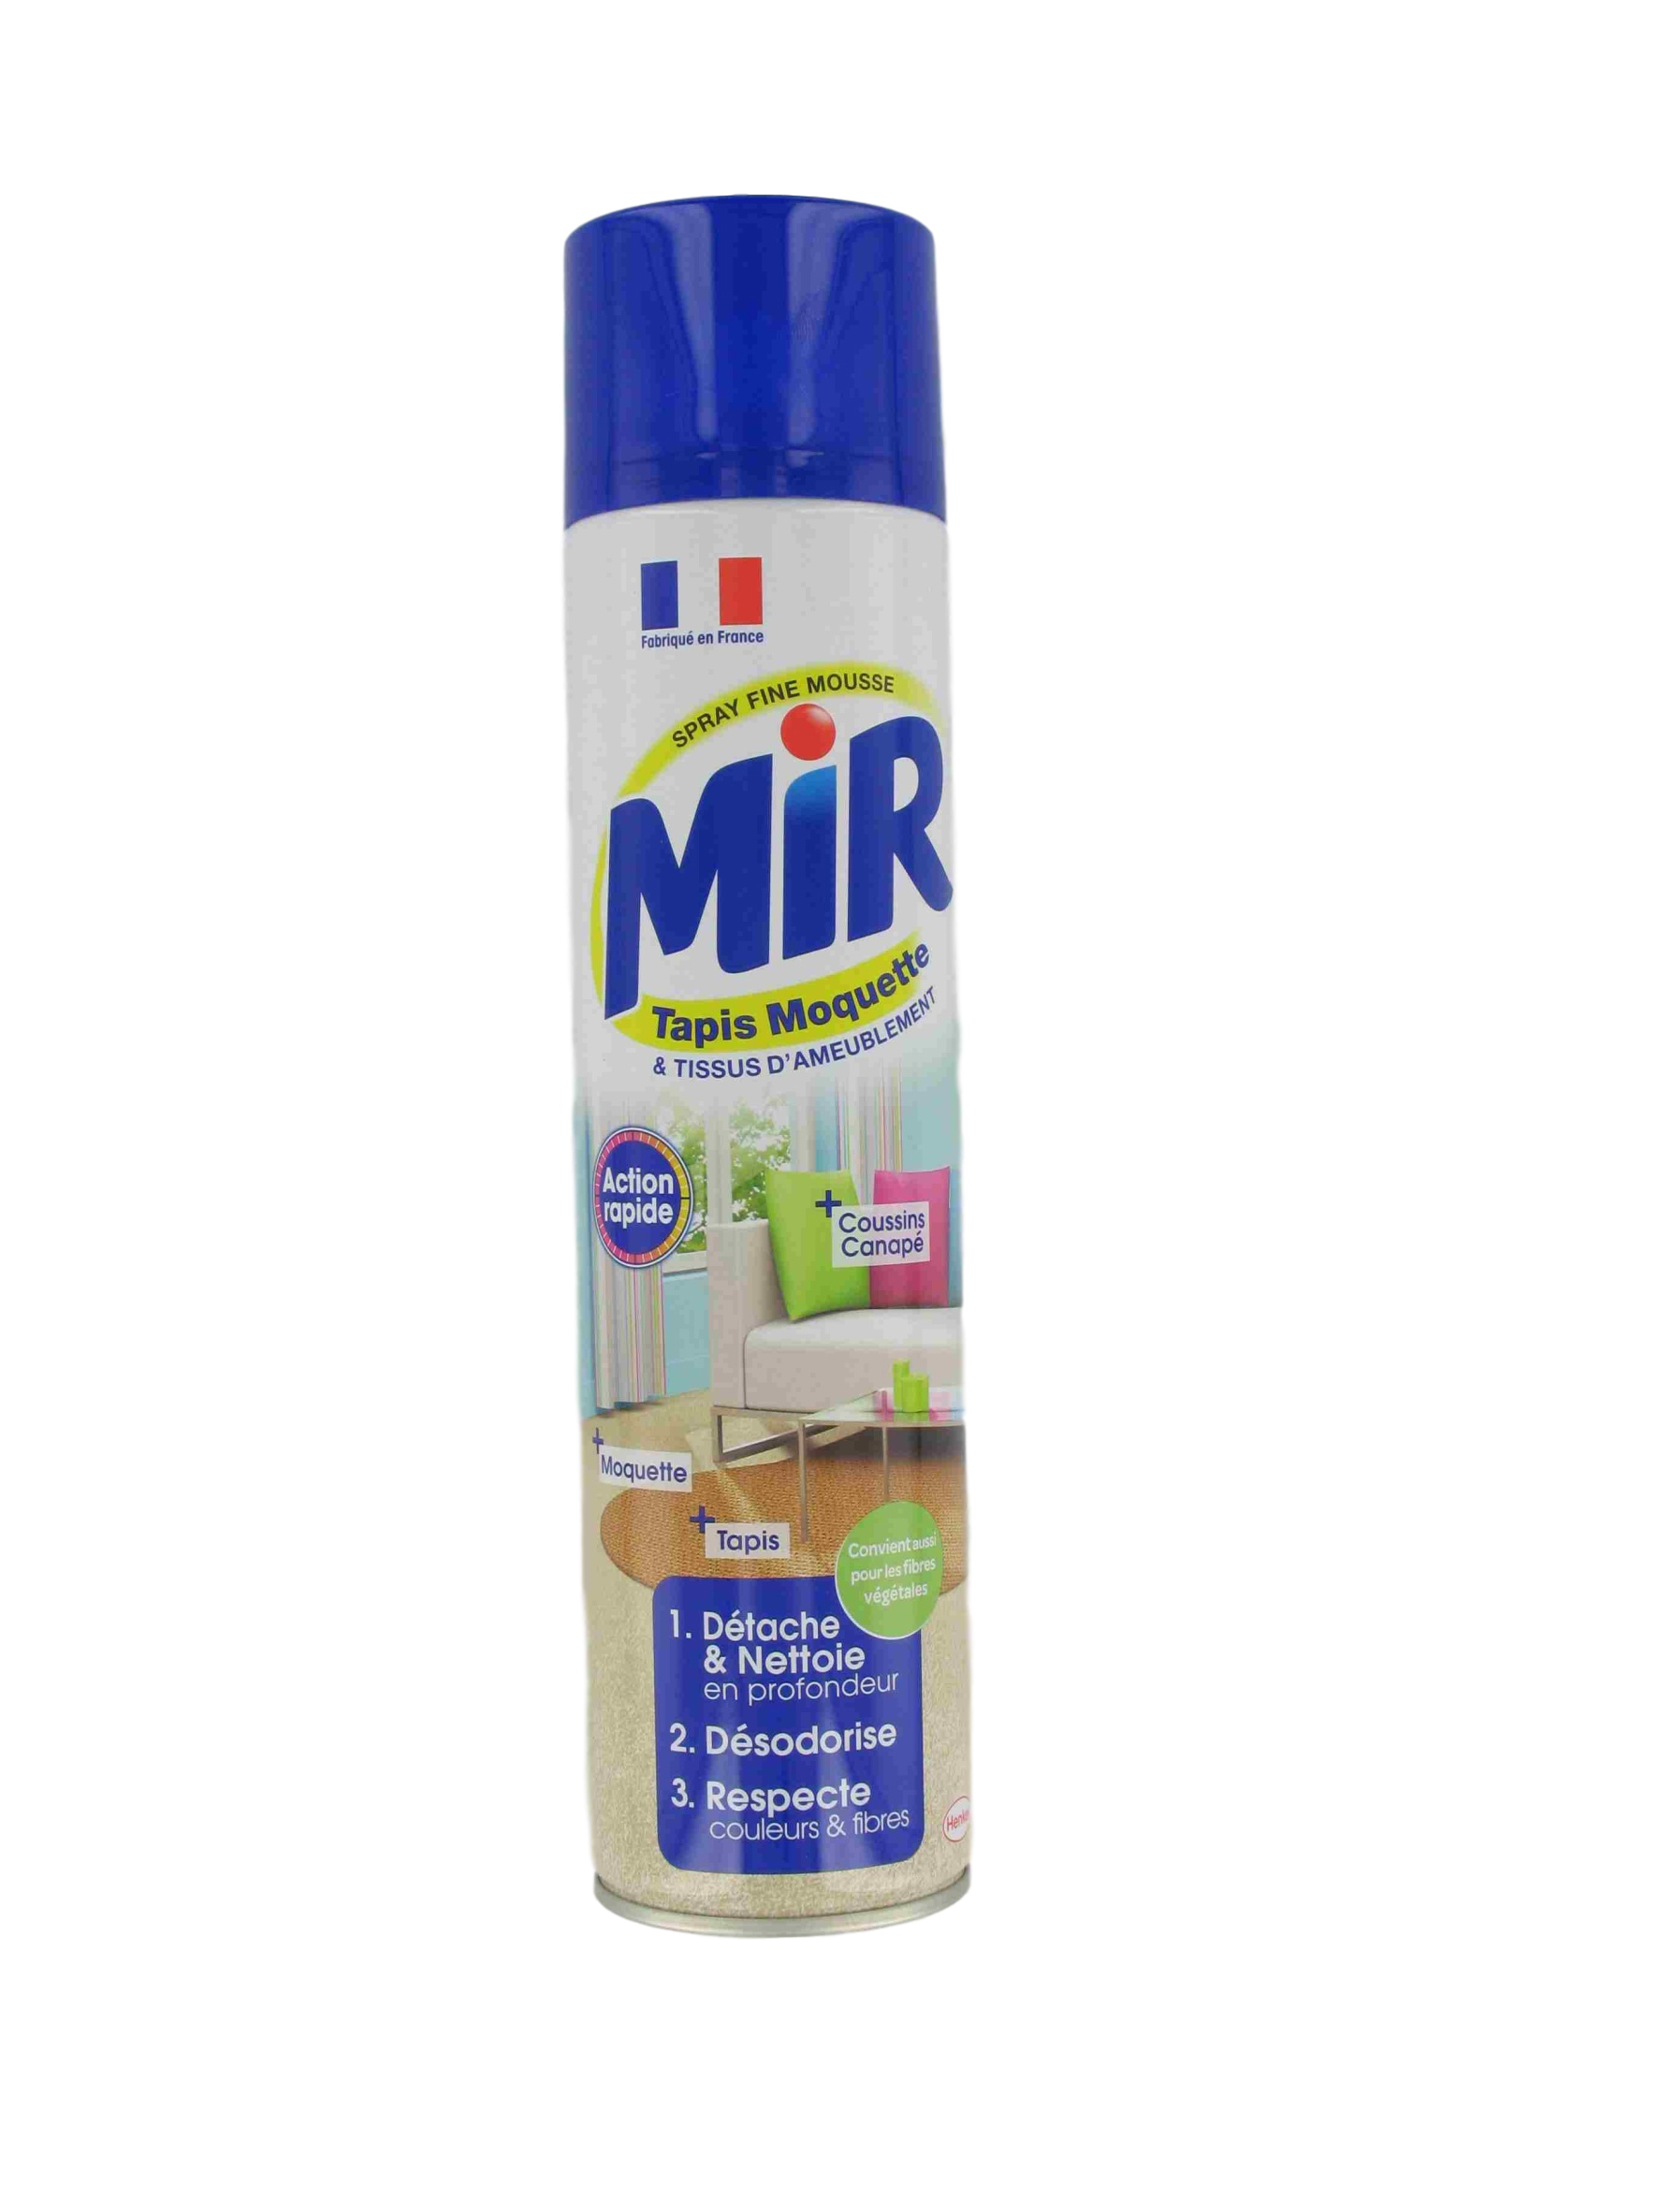 Fabriqué en France
SPRAY FINE MOUSSE
MiR
Tapis Moquette
& TISSUS D'AMEUBLEMENT
Action
rapide
+ Coussins
Canapé
+ Moquette
+ Tapis
Convient aussi
pour les fibres
végétales
1. Détache
& Nettoie
en profondeur
2. Désodorise
3. Respecte
couleurs & fibres